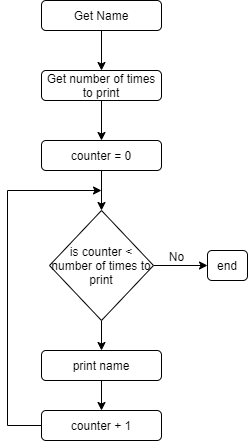 Get Name
Get number of times
to print
counter = 0
is counter <
number of times to
print
No
end
print name
counter + 1